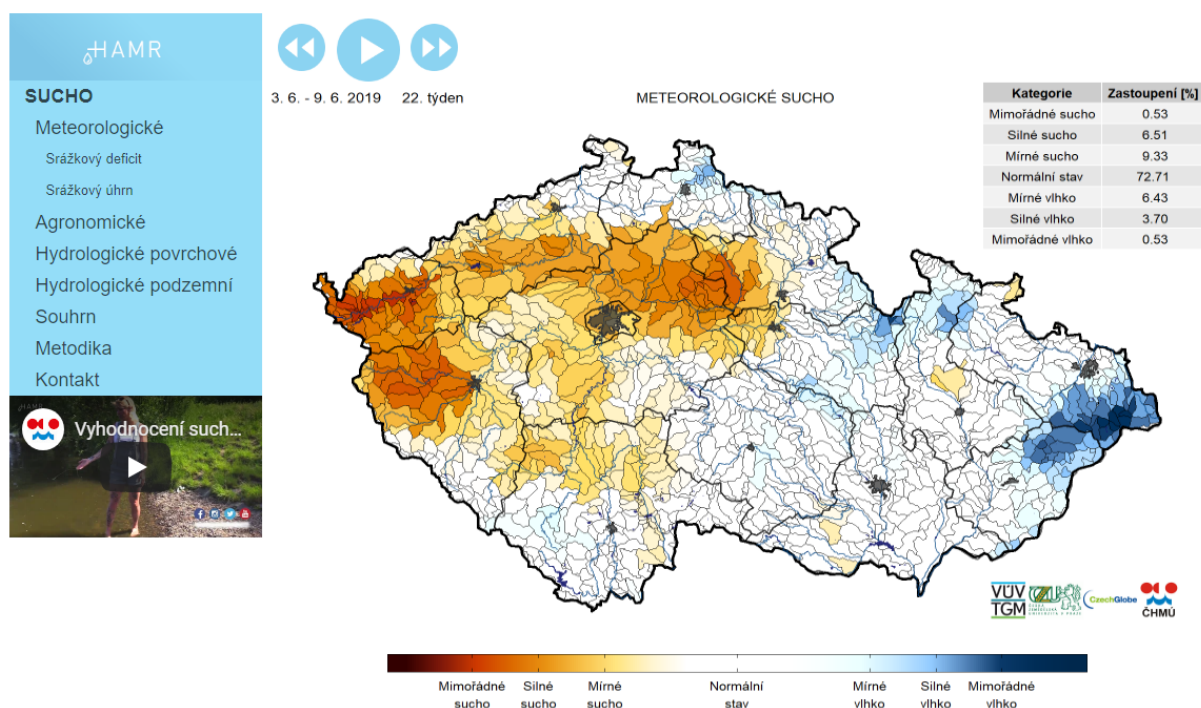 HAMR
SUCHO
Meteorologické
Srážkový deficit
Srážkový úhrn
Agronomické
Hydrologické povrchové
Hydrologické podzemní
Souhrn
Metodika
Kontakt
HAMR
Vyhodnocení such...
3. 6. - 9. 6. 2019 22. týden
METEOROLOGICKÉ SUCHO
Kategorie Zastoupení [%]
Mimořádné sucho 0.53
Silné sucho 6.51
Mírné sucho 9.33
Normální stav 72.71
Mírné vlhko 6.43
Silné vlhko 3.70
Mimořádné vlhko 0.53
VÚV
TGM
CzechGlobe
ČHMÚ
Mimořádné sucho
Silné sucho
Mírné sucho
Normální stav
Mírné vlhko
Silné vlhko
Mimořádné vlhko